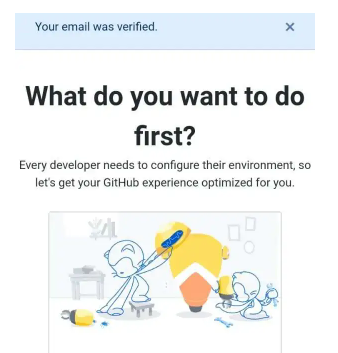 Your email was verified.
What do you want to do
first?
Every developer needs to configure their environment, so
let's get your GitHub experience optimized for you.